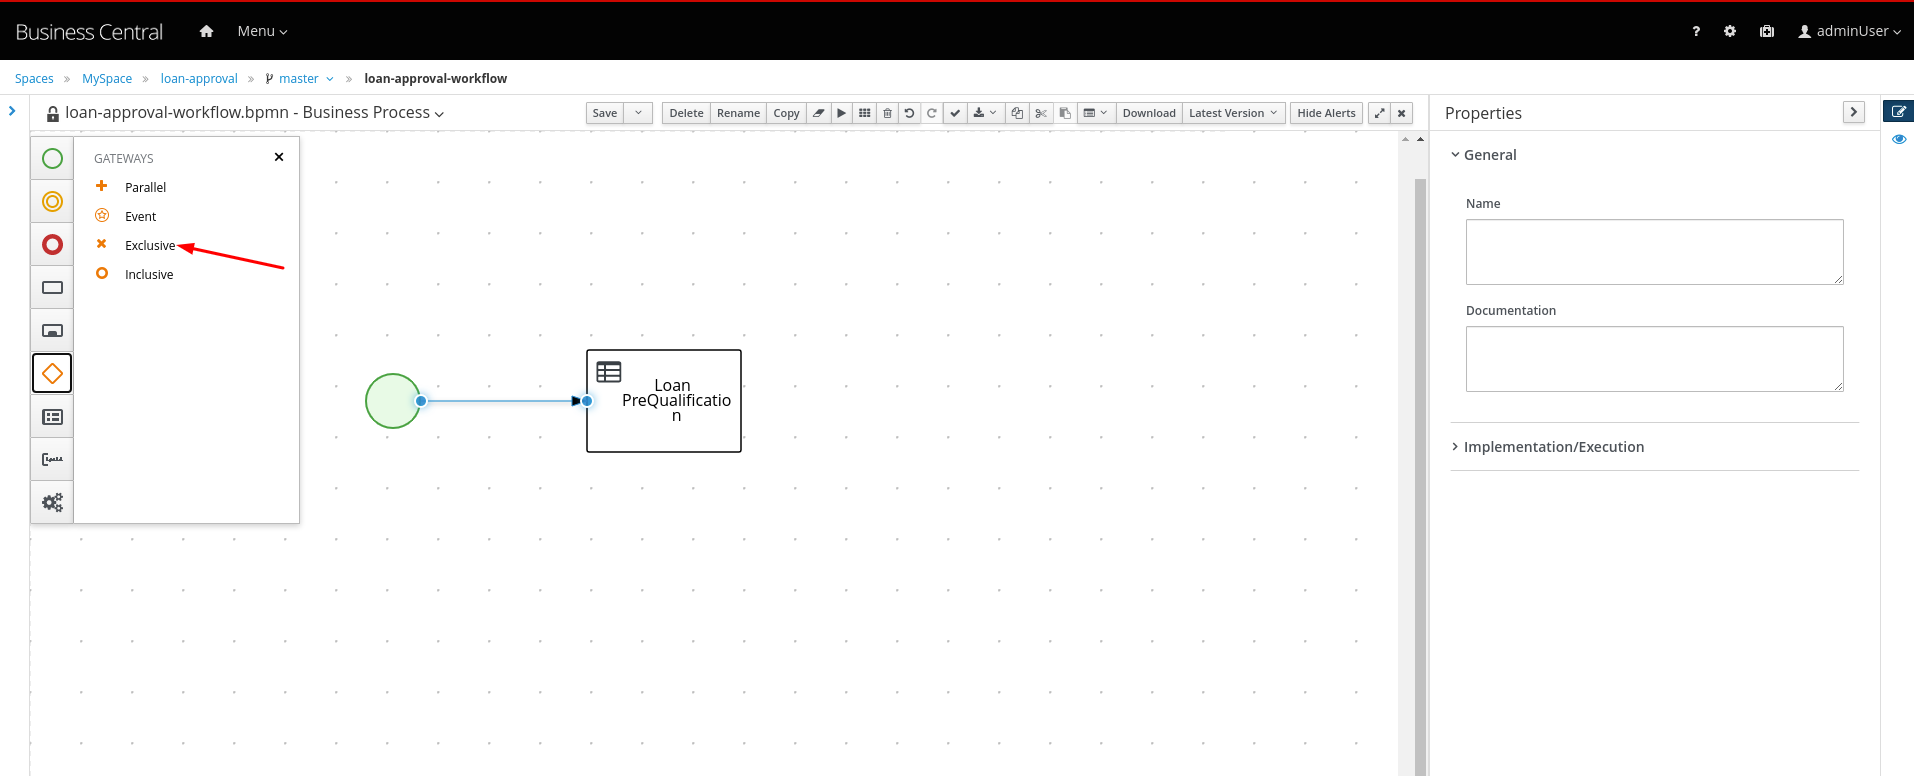 Business Central Menu ? adminUser
Spaces » MySpace » loan-approval » master » loan-approval-workflow
loan-approval-workflow.bpmn - Business Process
Save Delete Rename Copy Download Latest Version Hide Alerts
Properties
GATEWAYS
Parallel
Event
Exclusive
Inclusive
Loan
PreQualificatio
n
General
Name
Documentation
Implementation/Execution